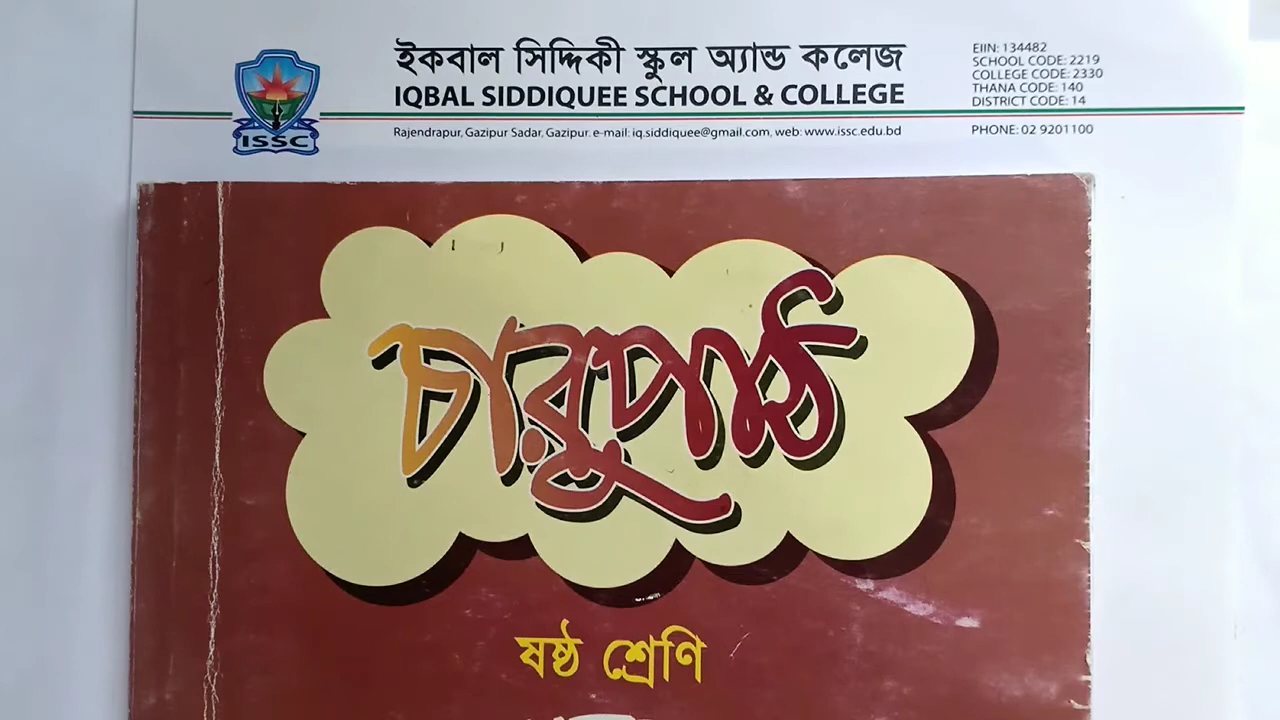 ইকবাল সিদ্দিকী স্কুল অ্যান্ড কলেজ
IQBAL SIDDIQUEE SCHOOL & COLLEGE
Rajendrapur, Gazipur Sadar, Gazipur. e-mail: iq.siddiquee@gmail.com, web: www.issc.edu.bd
EIIN: 134482
SCHOOL CODE: 2219
COLLEGE CODE: 2330
THANA CODE: 140
DISTRICT CODE: 14
PHONE: 02 9201100
ISSC
চারুপাঠ
ষষ্ঠ শ্রেণি